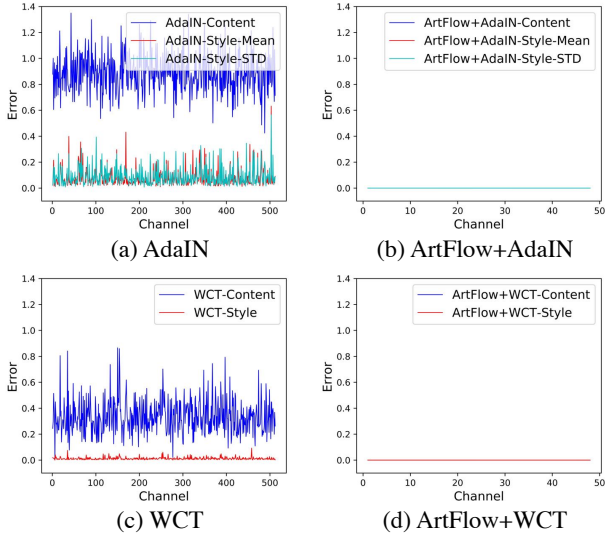 1.4
1.2
1.0
0.8
0.6
0.4
0.2
0.0
Error
AdaIN-Content
AdaIN-Style-Mean
AdaIN-Style-STD
0 100 200 300 400 500
Channel
(a) AdaIN
1.4
1.2
1.0
0.8
0.6
0.4
0.2
0.0
Error
ArtFlow+AdaIN-Content
ArtFlow+AdaIN-Style-Mean
ArtFlow+AdaIN-Style-STD
0 10 20 30 40 50
Channel
(b) ArtFlow+AdaIN
1.4
1.2
1.0
0.8
0.6
0.4
0.2
0.0
Error
WCT-Content
WCT-Style
0 100 200 300 400 500
Channel
(c) WCT
1.4
1.2
1.0
0.8
0.6
0.4
0.2
0.0
Error
ArtFlow+WCT-Content
ArtFlow+WCT-Style
0 10 20 30 40 50
Channel
(d) ArtFlow+WCT